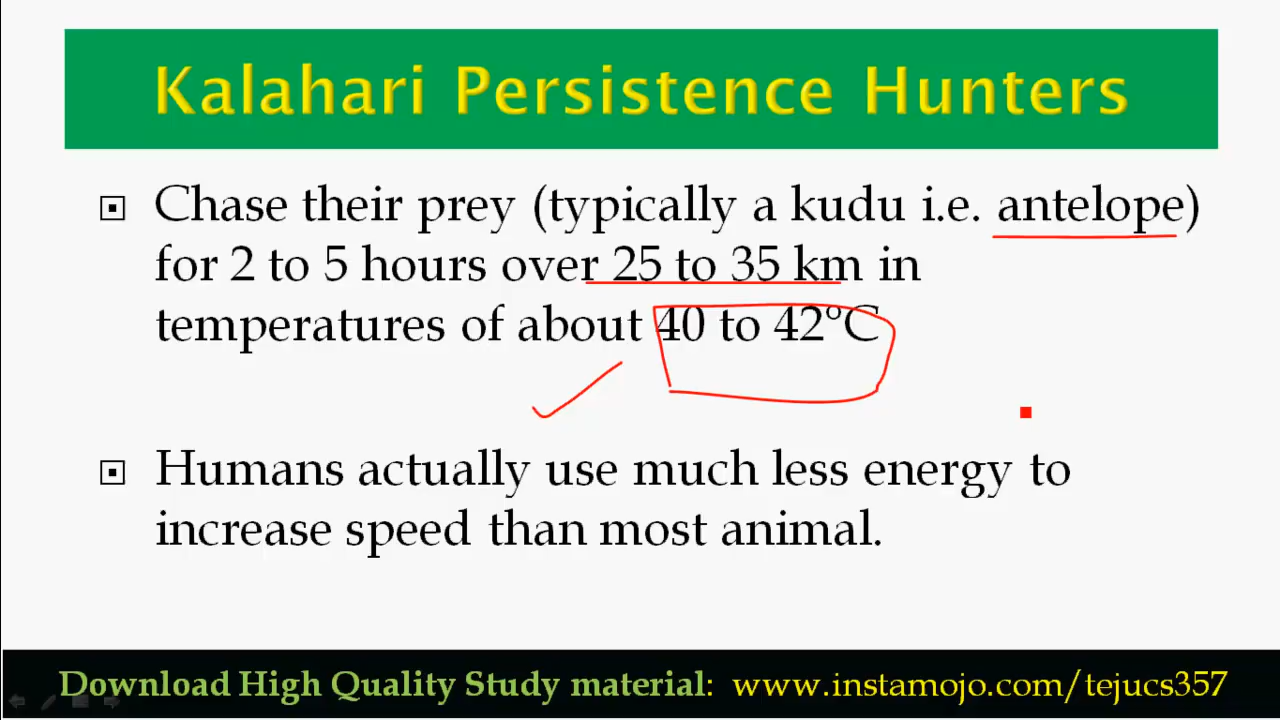 Kalahari Persistence Hunters
Chase their prey (typically a kudu i.e. antelope)
for 2 to 5 hours over 25 to 35 km in
temperatures of about 40 to 42°C
Humans actually use much less energy to
increase speed than most animal.
Download High Quality Study material: www.instamojo.com/tejucs357